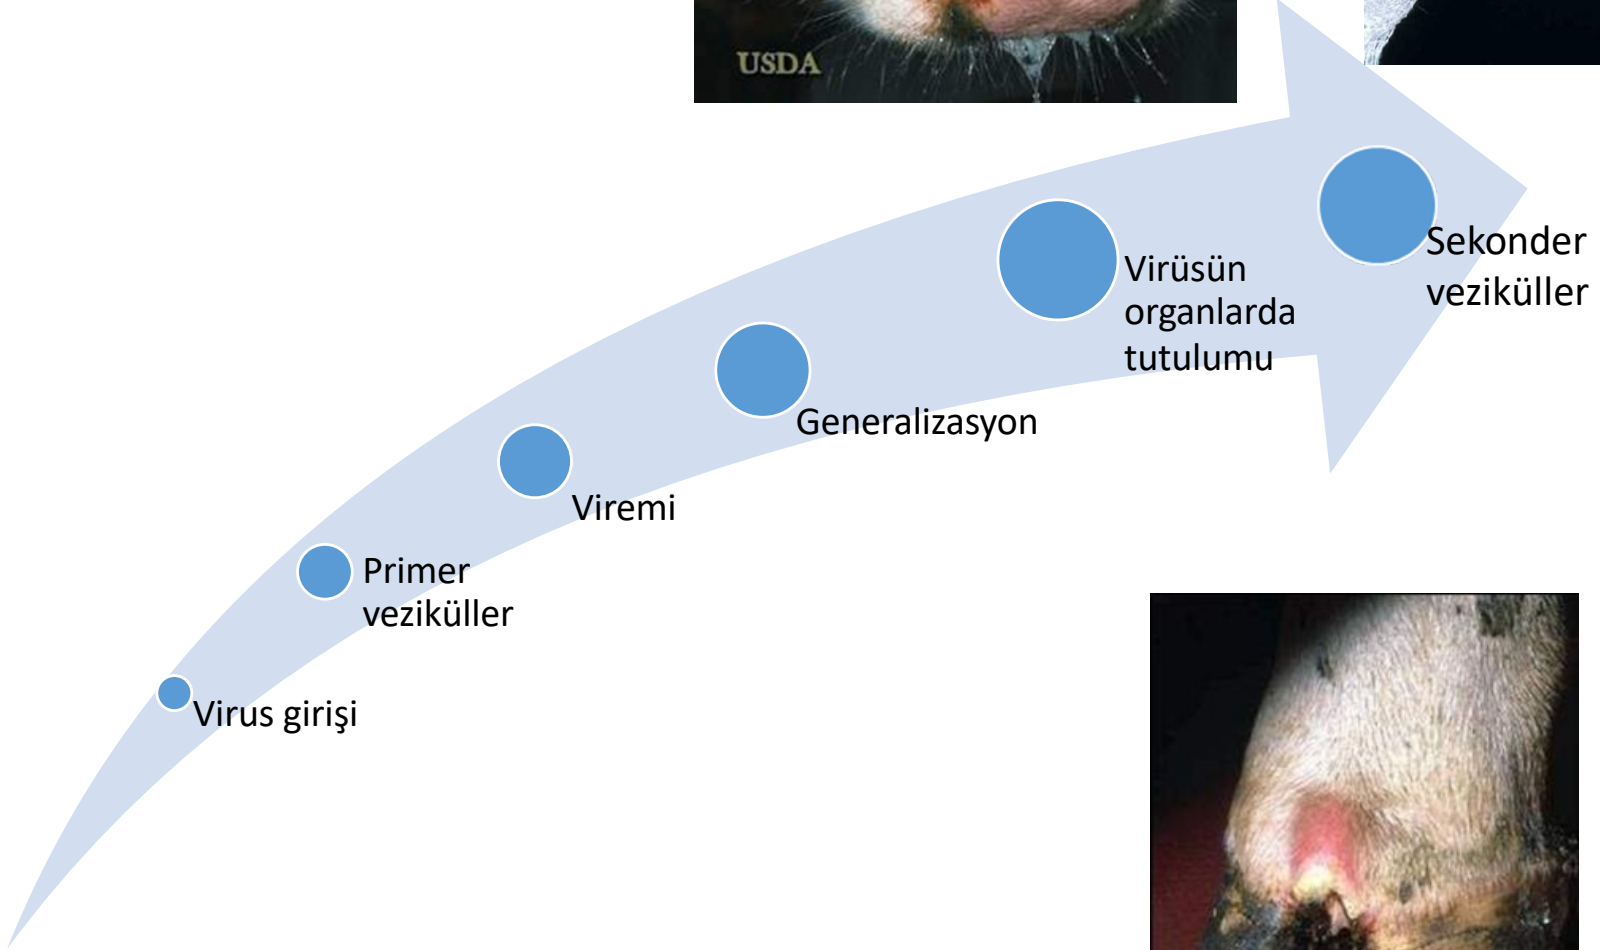 USDA
Sekonder
veziküller
Virüsün
organlarda
tutulumu
Generalizasyon
Viremi
Primer
veziküller
Virus girişi